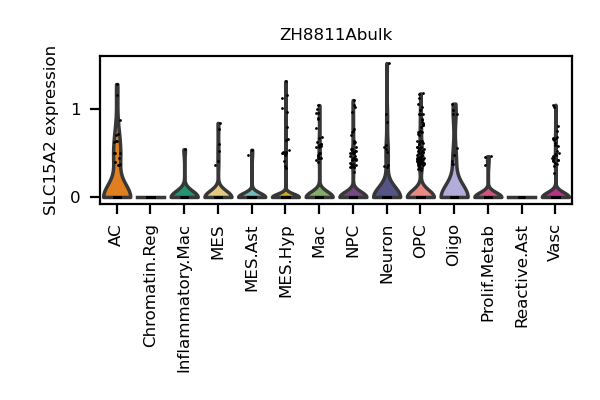 ZH8811Abulk
SLC15A2 expression
1
0
AC
Chromatin.Reg
Inflammatory.Mac
MES
MES.Ast
MES.Hyp
Mac
NPC
Neuron
OPC
Oligo
Prolif.Metab
Reactive.Ast
Vasc